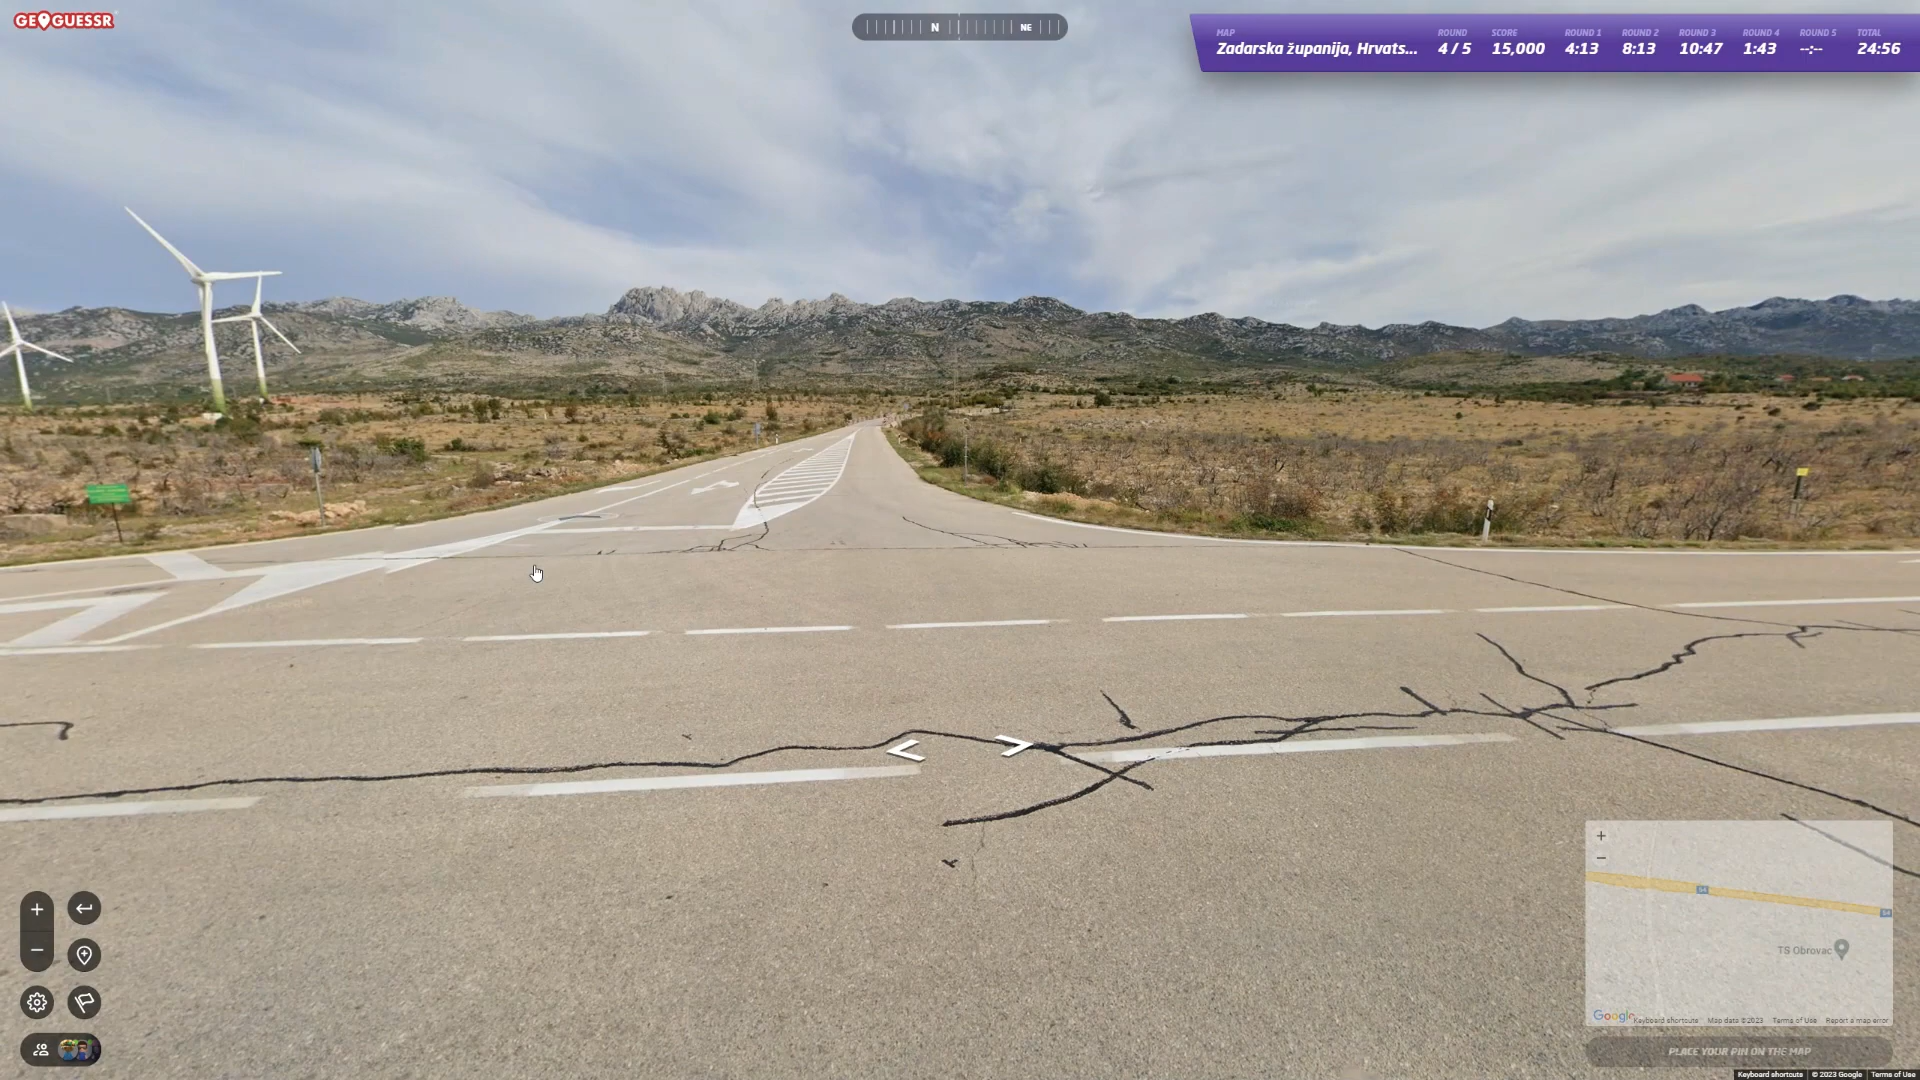 GEOGUESSR
N NE
MAP ROUND SCORE ROUND 1 ROUND 2 ROUND 3 ROUND 4 ROUND 5 TOTAL
Zadarska županija, Hrvats... 4 / 5 15,000 4:13 8:13 10:47 1:43 --:-- 24:56
+
−
54
54
TS Obrovac
Google Keyboard shortcuts Map data ©2023 Terms of Use Report a map error
PLACE YOUR PIN ON THE MAP
+
−
Keyboard shortcuts © 2023 Google Terms of Use